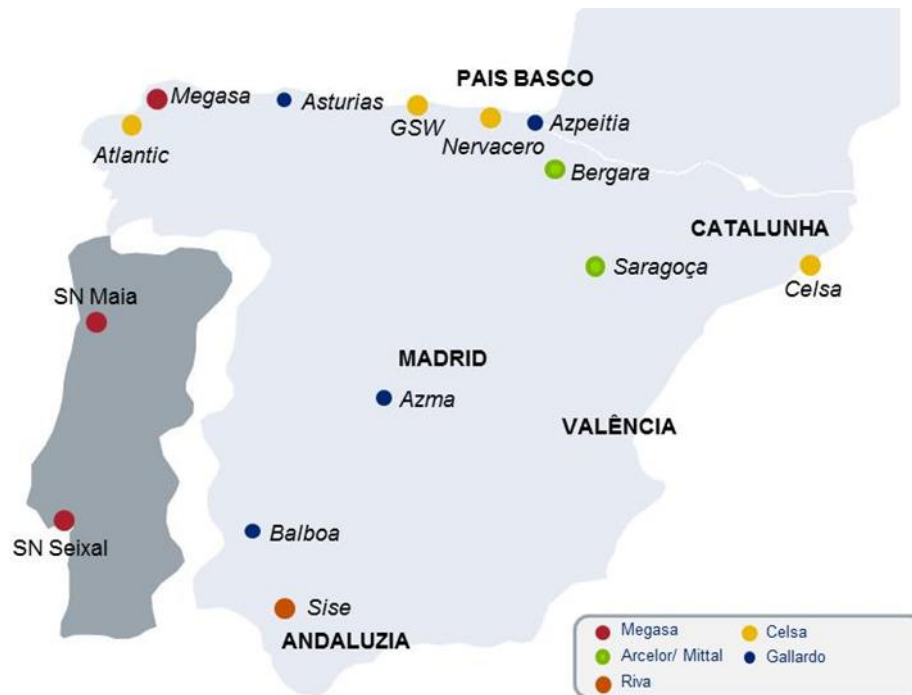 PAIS BASCO
Megasa
Asturias
GSW
Azpeitia
Atlantic
Nervacero
Bergara
CATALUNHA
Saragoça
Celsa
SN Maia
MADRID
Azma
VALÊNCIA
Balboa
SN Seixal
Sise
ANDALUZIA
Megasa
Celsa
Arcelor/ Mittal
Gallardo
Riva